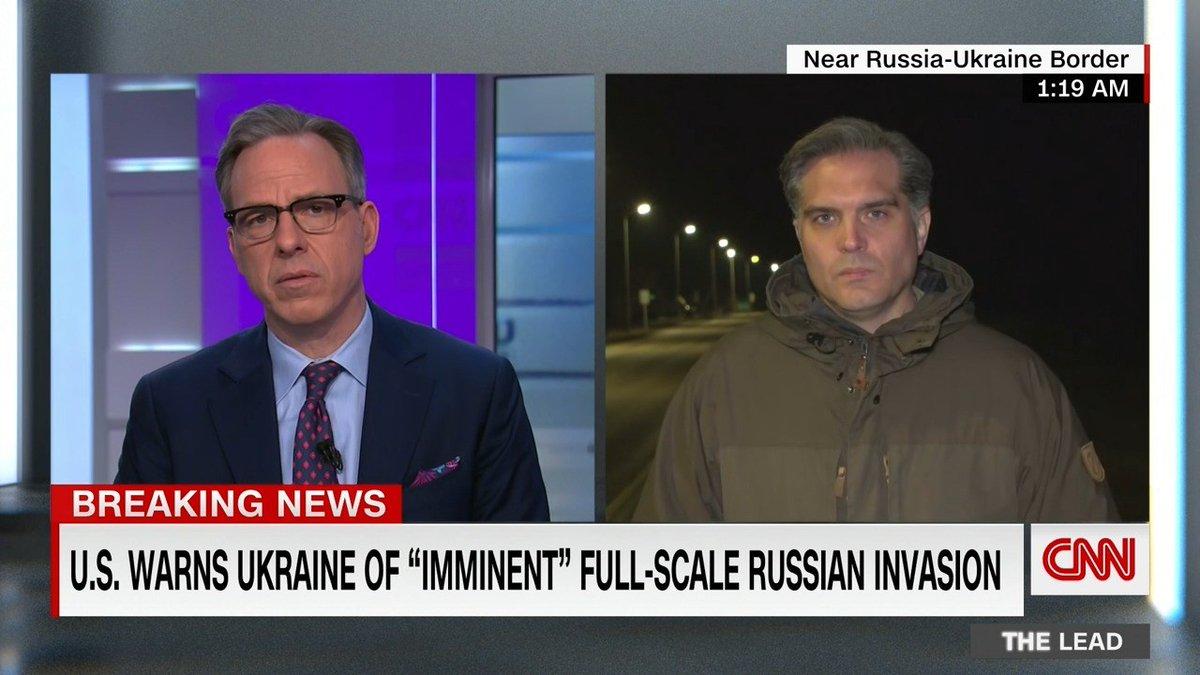 Near Russia-Ukraine Border
1:19 AM
BREAKING NEWS
U.S. WARNS UKRAINE OF “IMMINENT” FULL-SCALE RUSSIAN INVASION
CNN
THE LEAD